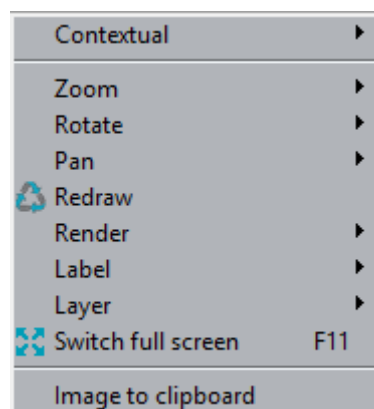 Contextual
Zoom
Rotate
Pan
Redraw
Render
Label
Layer
Switch full screen F11
Image to clipboard